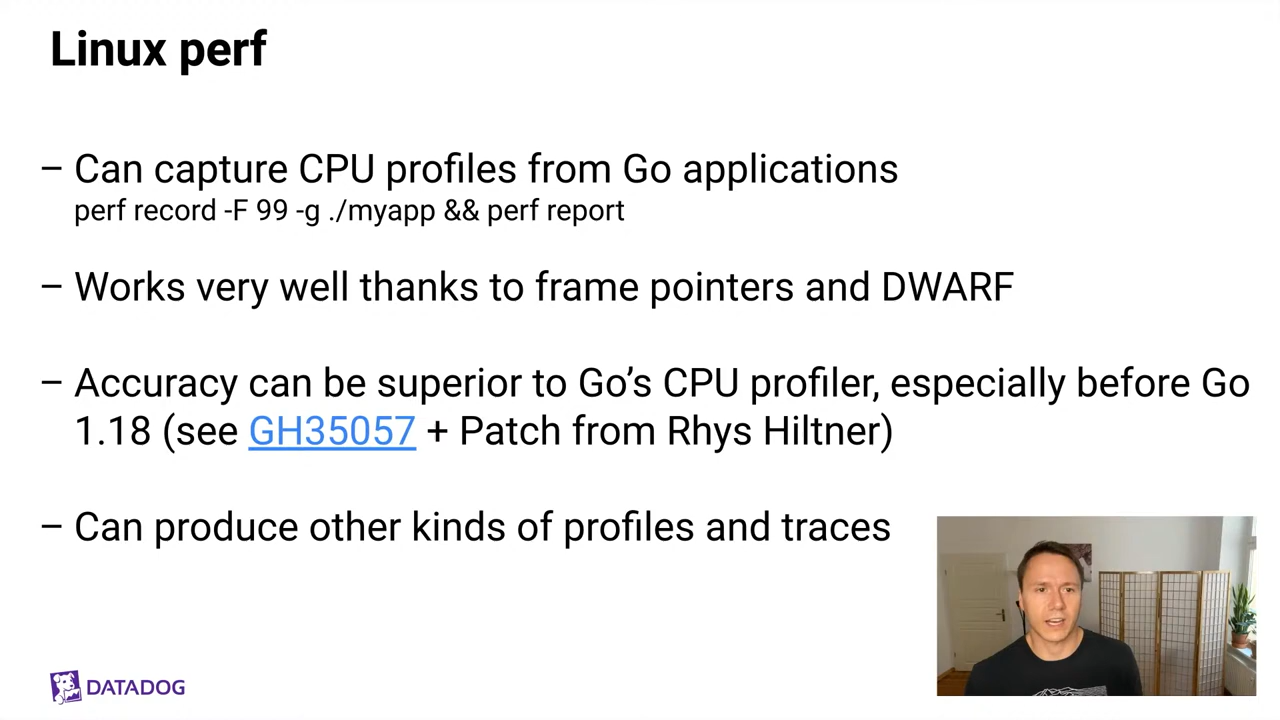 Linux perf
– Can capture CPU profiles from Go applications
perf record -F 99 -g ./myapp && perf report
– Works very well thanks to frame pointers and DWARF
– Accuracy can be superior to Go’s CPU profiler, especially before Go
1.18 (see GH35057 + Patch from Rhys Hiltner)
– Can produce other kinds of profiles and traces
DATADOG